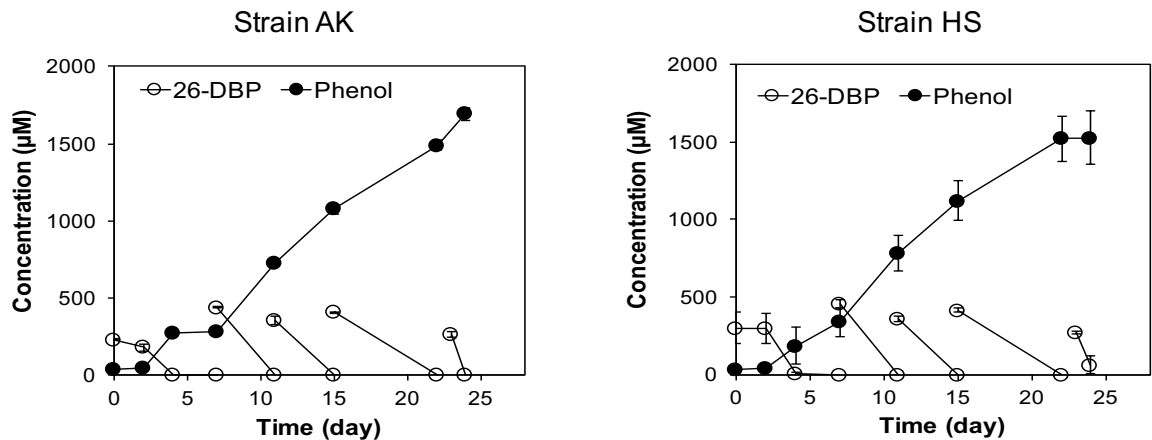 Strain AK
2000
26-DBP Phenol
1500
1000
500
0
0 5 10 15 20 25
Concentration (µM)
Time (day)
Strain HS
2000
26-DBP Phenol
1500
1000
500
0
0 5 10 15 20 25
Concentration (µM)
Time (day)